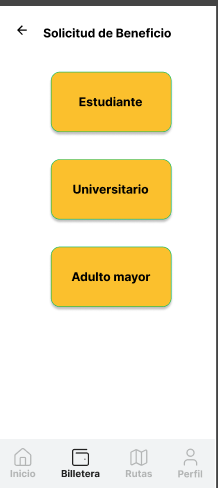 Solicitud de Beneficio
Estudiante
Universitario
Adulto mayor
Inicio
Billetera
Rutas
Perfil